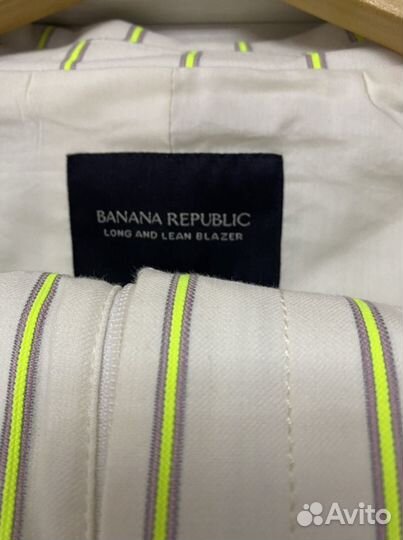 BANANA REPUBLIC
LONG AND LEAN BLAZER
Avito